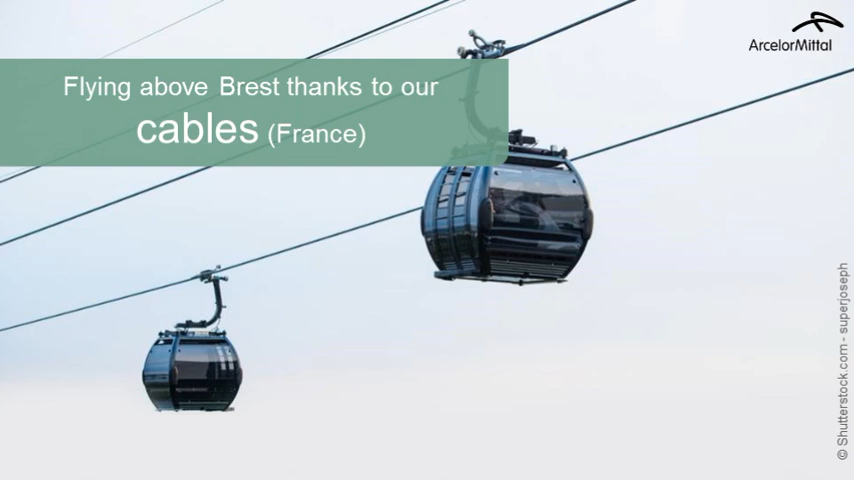 ArcelorMittal
Flying above Brest thanks to our
cables (France)
© Shutterstock.com - superjoseph